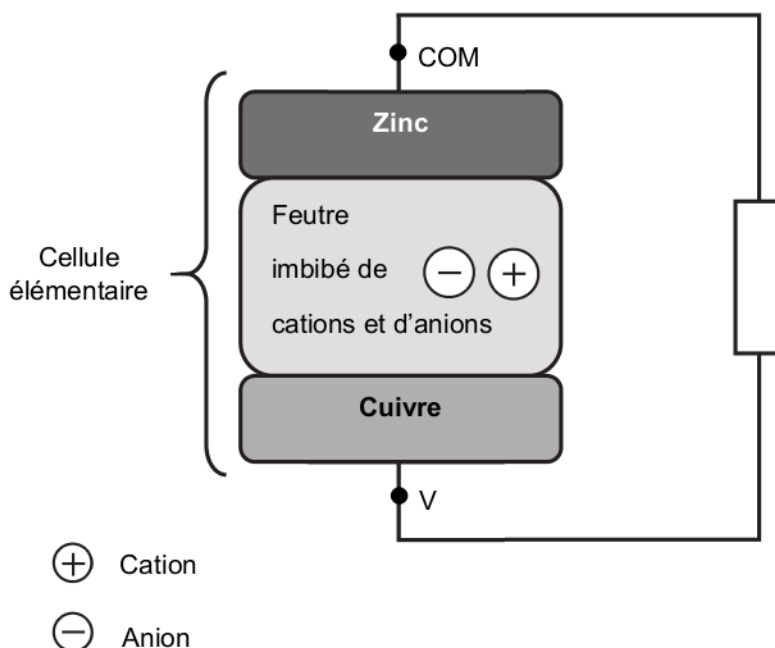 COM
Zinc
Feutre
imbibé de
cations et d'anions
Cellule
élémentaire
Cuivre
V
Cation
Anion